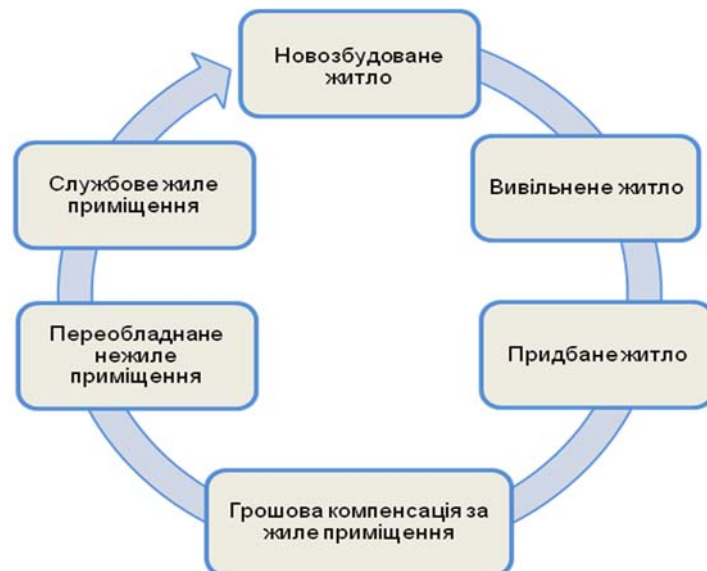 Новозбудоване
житло
Вивільнене житло
Придбане житло
Грошова компенсація за
жиле приміщення
Переобладнане
нежиле
приміщення
Службове жиле
приміщення